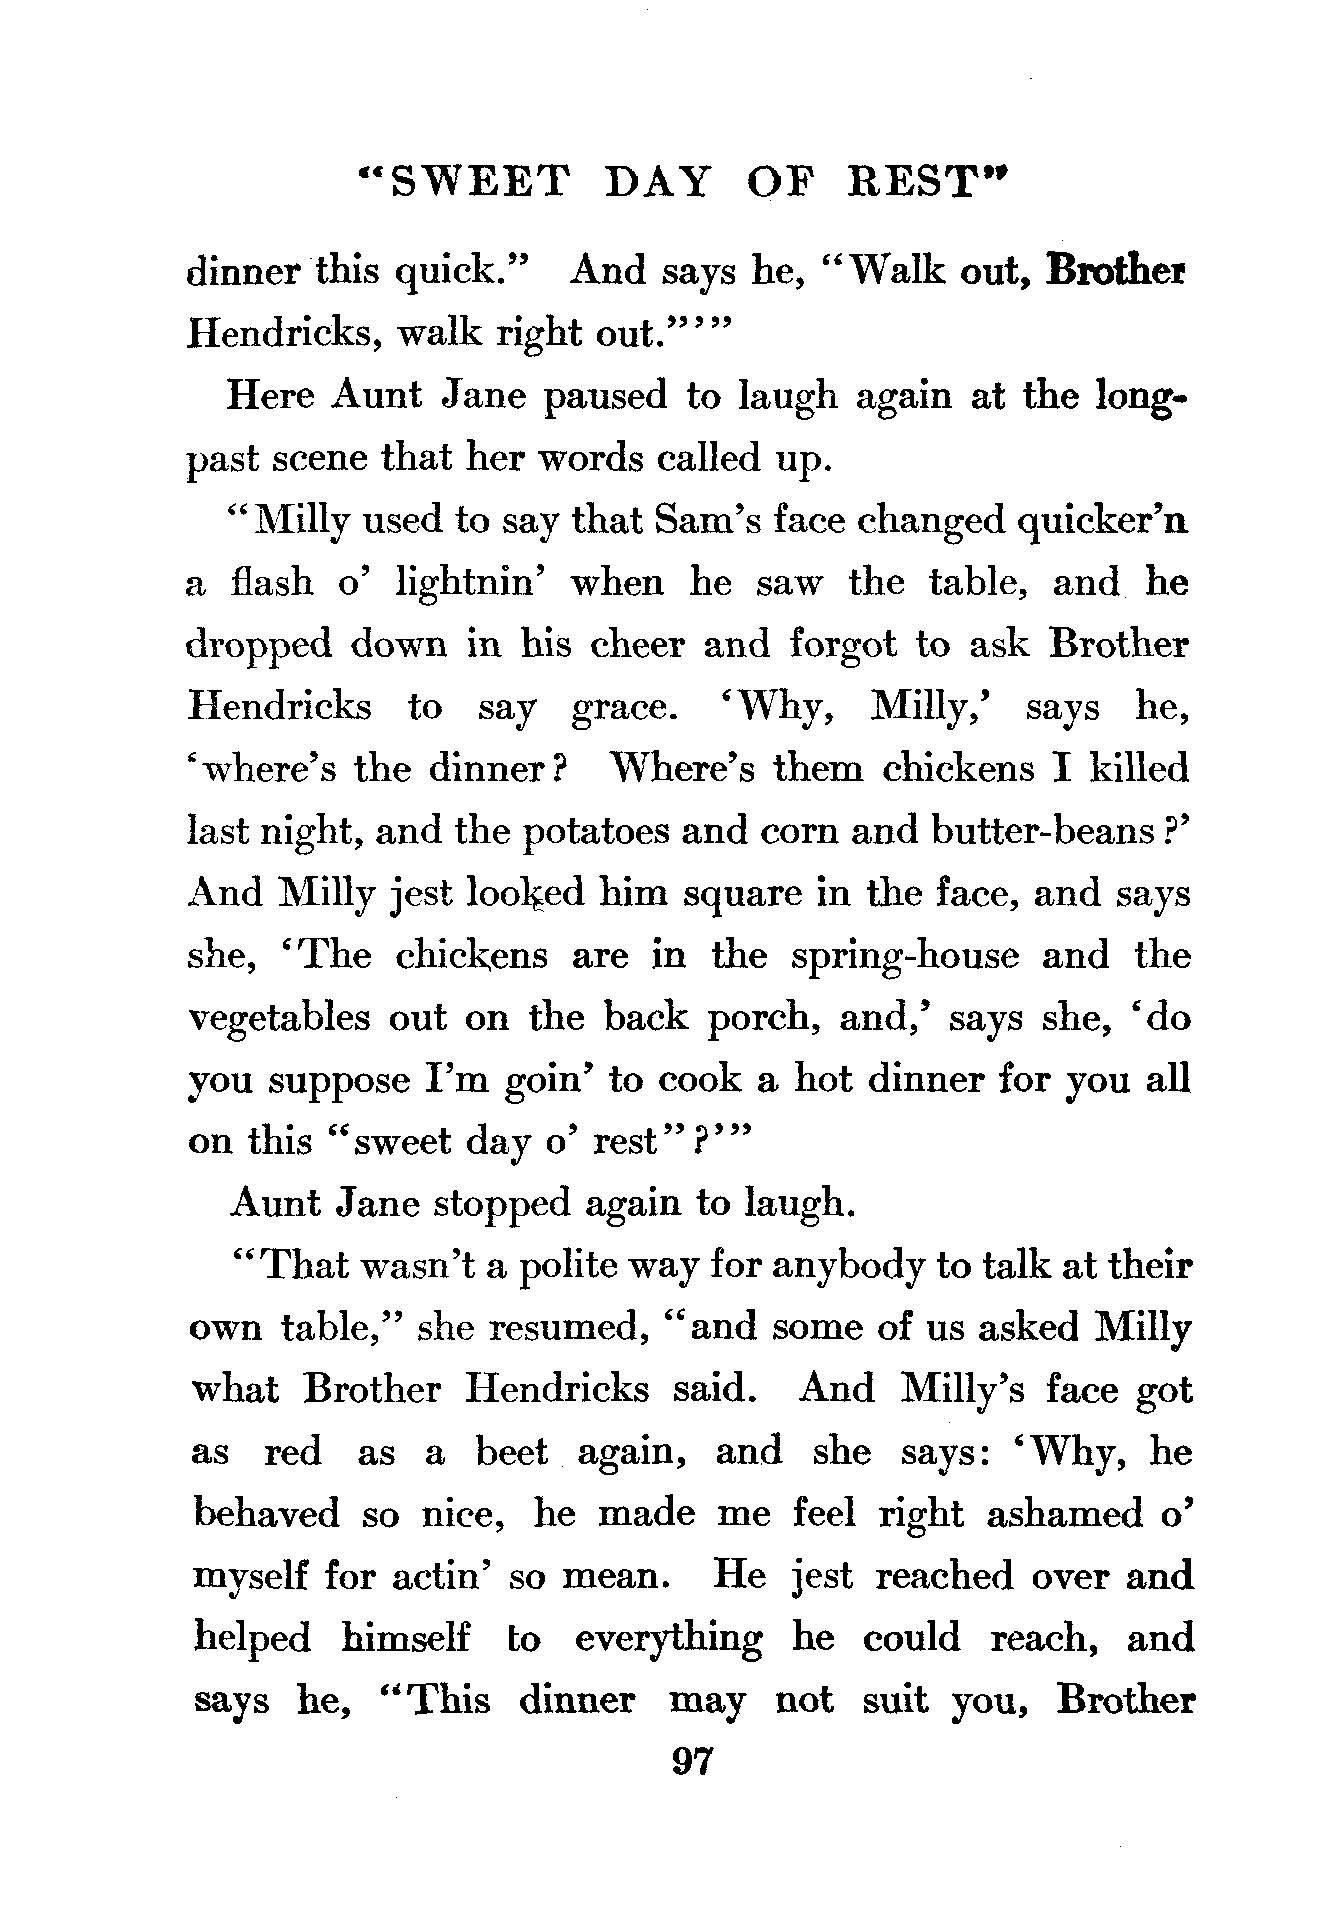 “SWEET DAY OF REST”
dinner this quick.” And says he, “Walk out, Brother
Hendricks, walk right out.”’”
Here Aunt Jane paused to laugh again at the long-
past scene that her words called up.
“Milly used to say that Sam’s face changed quicker’n
a flash o’ lightnin’ when he saw the table, and he
dropped down in his cheer and forgot to ask Brother
Hendricks to say grace. ‘Why, Milly,’ says he,
‘where’s the dinner? Where’s them chickens I killed
last night, and the potatoes and corn and butter-beans?’
And Milly jest looked him square in the face, and says
she, ‘The chickens are in the spring-house and the
vegetables out on the back porch, and,’ says she, ‘do
you suppose I’m goin’ to cook a hot dinner for you all
on this “sweet day o’ rest”?’”
Aunt Jane stopped again to laugh.
“That wasn’t a polite way for anybody to talk at their
own table,” she resumed, “and some of us asked Milly
what Brother Hendricks said. And Milly’s face got
as red as a beet again, and she says: ‘Why, he
behaved so nice, he made me feel right ashamed o’
myself for actin’ so mean. He jest reached over and
helped himself to everything he could reach, and
says he, “This dinner may not suit you, Brother
97